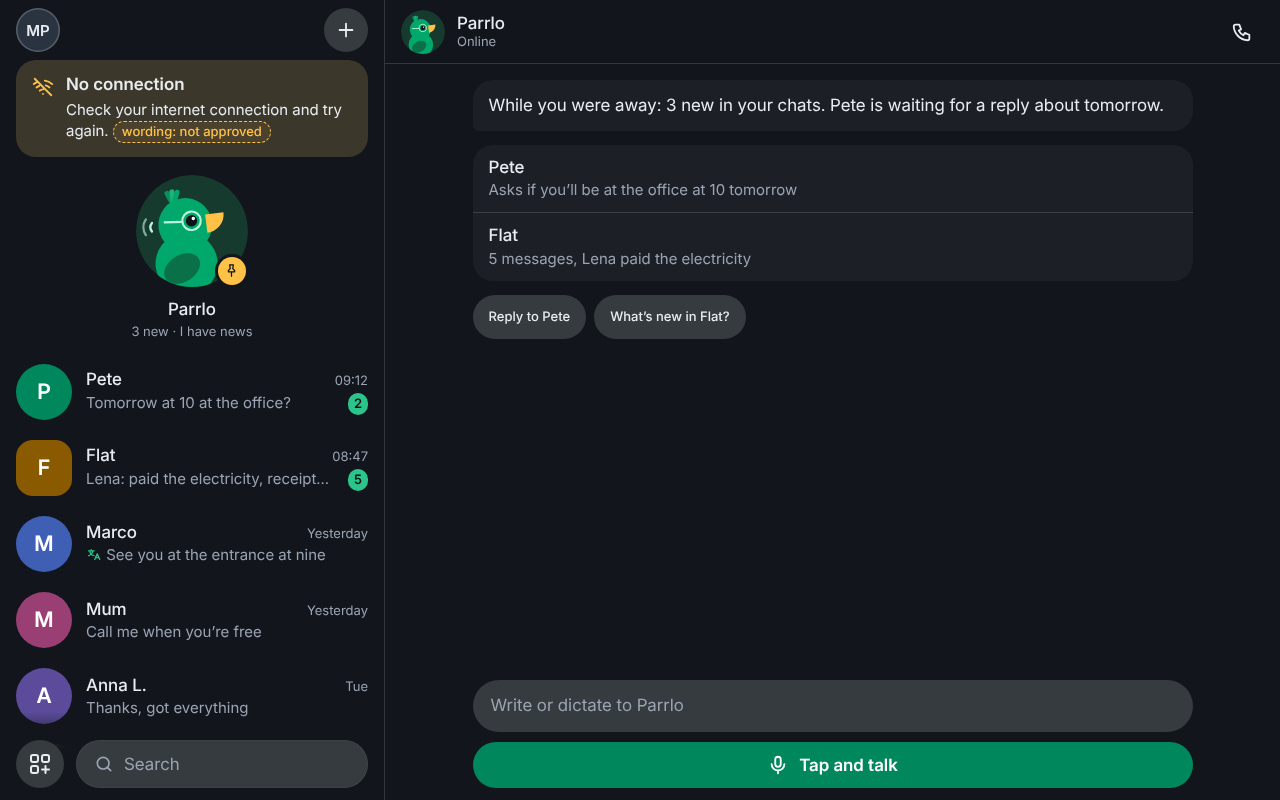 MP
No connection
Check your internet connection and try
again. wording: not approved
Parrlo
3 new · I have news
P
Pete
09:12
Tomorrow at 10 at the office?
2
F
Flat
08:47
Lena: paid the electricity, receipt...
5
M
Marco
Yesterday
See you at the entrance at nine
M
Mum
Yesterday
Call me when you’re free
A
Anna L.
Tue
Thanks, got everything
Search
Parrlo
Online
While you were away: 3 new in your chats. Pete is waiting for a reply about tomorrow.
Pete
Asks if you’ll be at the office at 10 tomorrow
Flat
5 messages, Lena paid the electricity
Reply to Pete
What’s new in Flat?
Write or dictate to Parrlo
Tap and talk